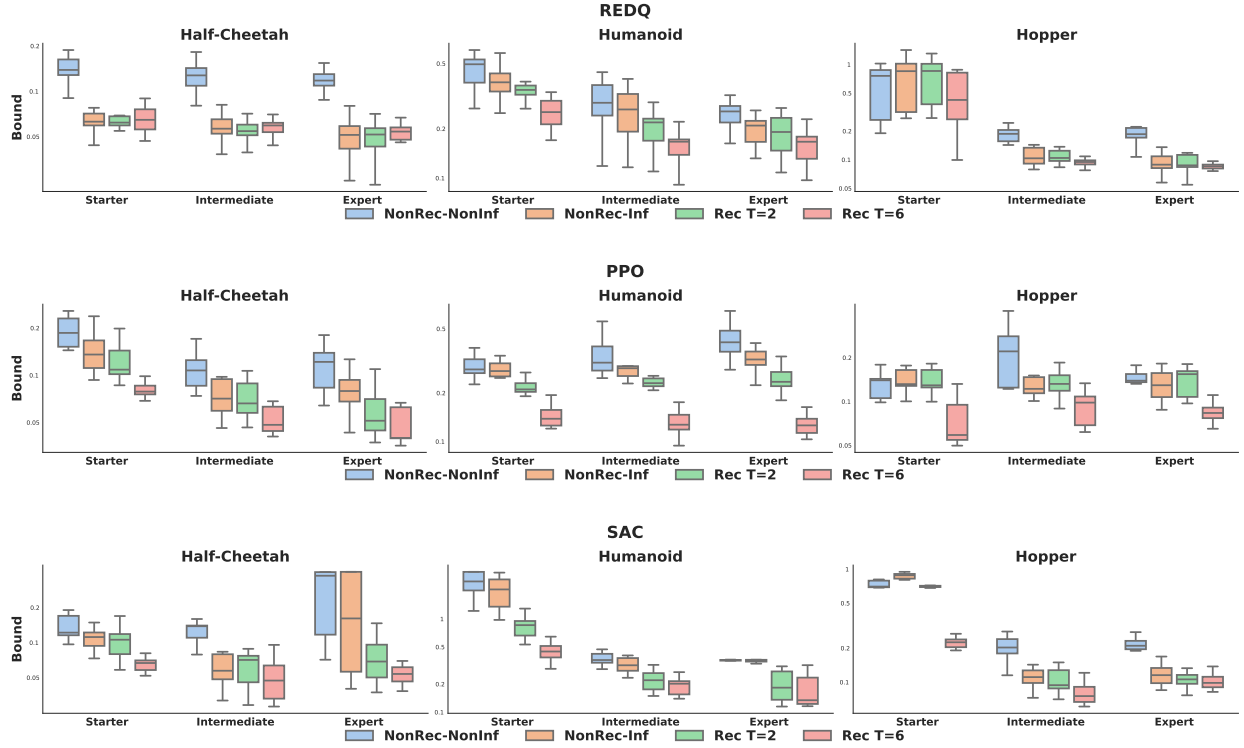 REDQ
Half-Cheetah Humanoid Hopper
Bound
0.2
0.1
0.05
0.5
0.2
0.1
1
0.5
0.2
0.1
0.05
Starter Intermediate Expert Starter Intermediate Expert Starter Intermediate Expert
NonRec-NonInf NonRec-Inf Rec T=2 Rec T=6
PPO
Half-Cheetah Humanoid Hopper
Bound
0.2
0.1
0.05
0.5
0.2
0.1
0.2
0.1
0.05
Starter Intermediate Expert Starter Intermediate Expert Starter Intermediate Expert
NonRec-NonInf NonRec-Inf Rec T=2 Rec T=6
SAC
Half-Cheetah Humanoid Hopper
Bound
0.2
0.1
0.05
1
0.5
0.2
0.1
1
0.5
0.2
0.1
Starter Intermediate Expert Starter Intermediate Expert Starter Intermediate Expert
NonRec-NonInf NonRec-Inf Rec T=2 Rec T=6